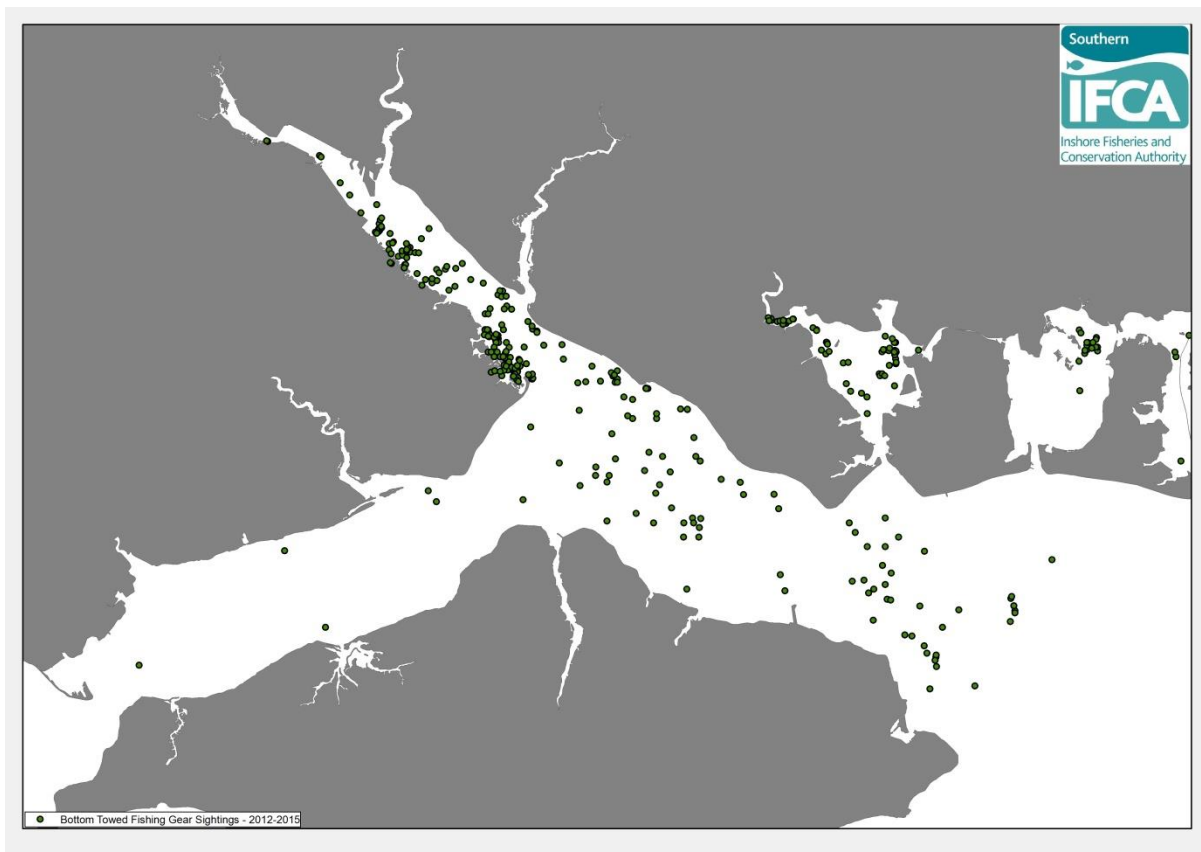 Southern
IFCA
Inshore Fisheries and
Conservation Authority
Bottom Towed Fishing Gear Sightings - 2012-2015